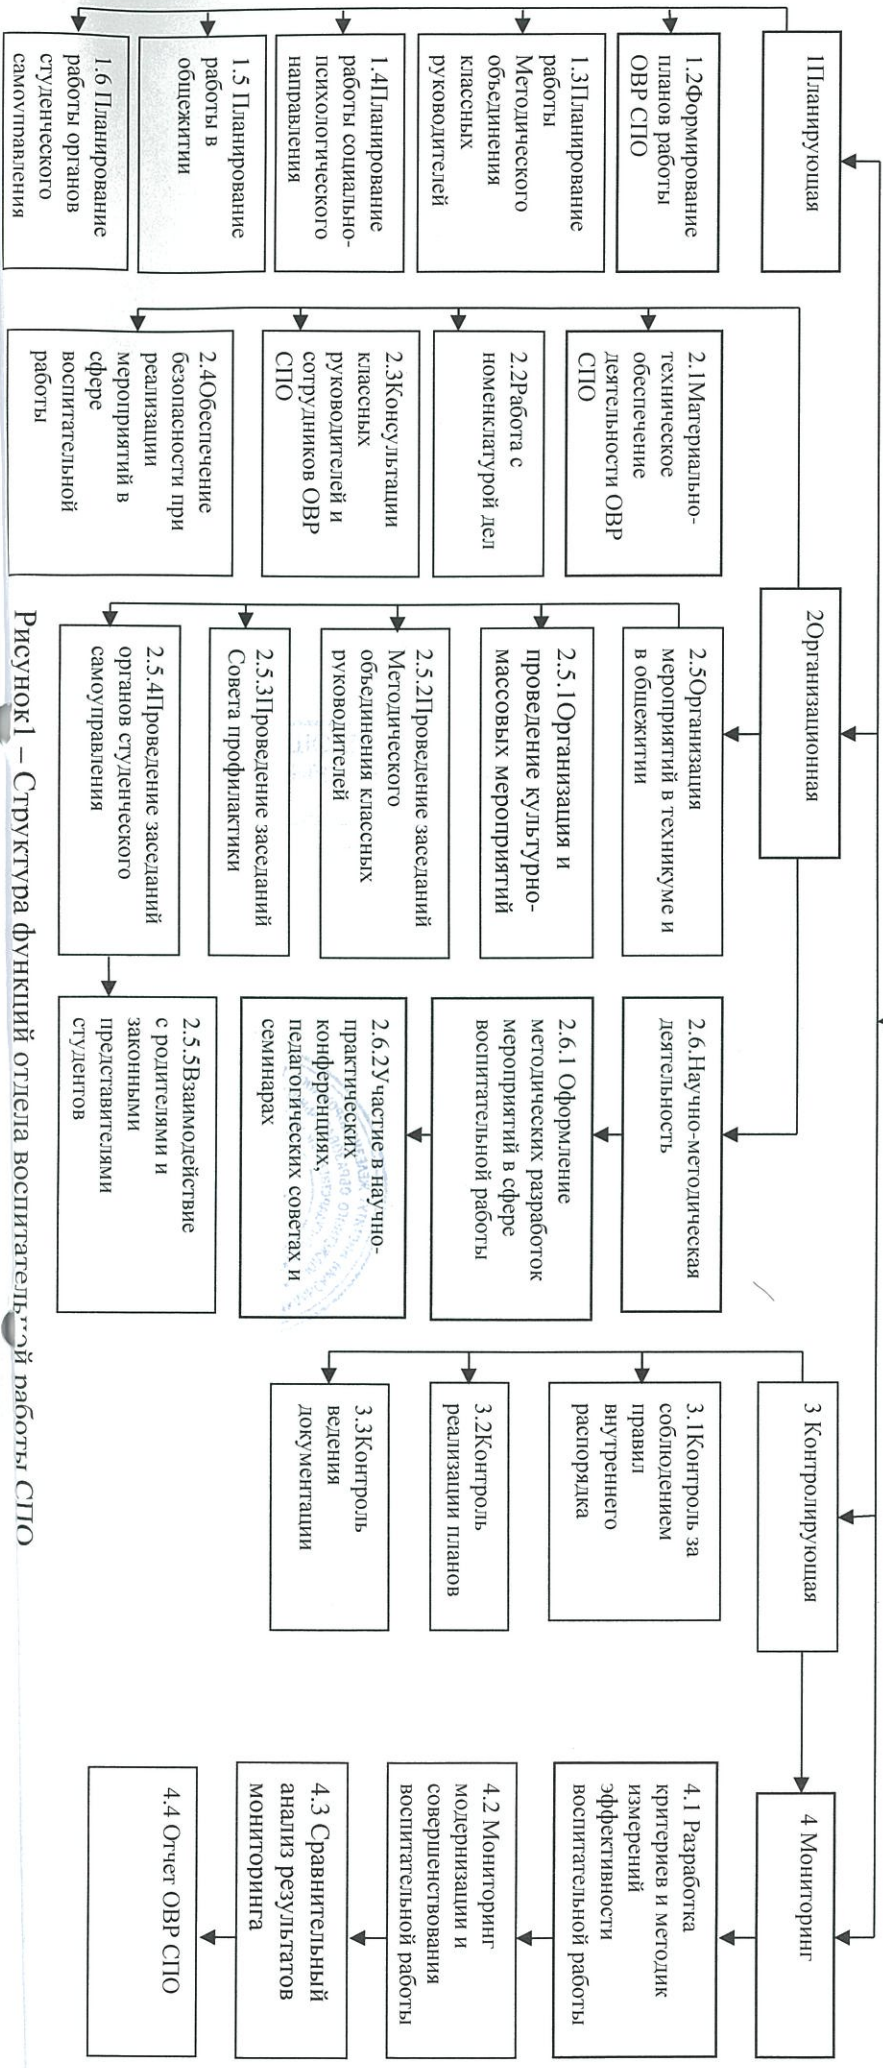 1Планирующая
1.2Формирование
планов работы
ОВР СПО
1.3Планирование
работы
Методического
объединения
классных
руководителей
1.4Планирование
работы социально-
психологического
направления
1.5 Планирование
работы в
общежитии
1.6 Планирование
работы органов
студенческого
самоуправления
2Организационная
2.1Материально-
техническое
обеспечение
деятельности ОВР
СПО
2.2Работа с
номенклатурой дел
2.3Консультации
классных
руководителей и
сотрудников ОВР
СПО
2.4Обеспечение
безопасности при
реализации
мероприятий в
сфере
воспитательной
работы
2.5Организация
мероприятий в техникуме и
в общежитии
2.5.1Организация и
проведение культурно-
массовых мероприятий
2.5.2Проведение заседаний
Методического
объединения классных
руководителей
2.5.3Проведение заседаний
Совета профилактики
2.5.4Проведение заседаний
органов студенческого
самоуправления
2.5.5Взаимодействие
с родителями и
законными
представителями
студентов
2.6.Научно-методическая
деятельность
2.6.1 Оформление
методических разработок
мероприятий в сфере
воспитательной работы
2.6.2Участие в научно-
практических
конференциях,
педагогических советах и
семинарах
3 Контролирующая
3.1Контроль за
соблюдением
правил
внутреннего
распорядка
3.2Контроль
реализации планов
3.3Контроль
ведения
документации
4 Мониторинг
4.1 Разработка
критериев и методик
измерений
эффективности
воспитательной работы
4.2 Мониторинг
модернизации и
совершенствования
воспитательной работы
4.3 Сравнительный
анализ результатов
мониторинга
4.4 Отчет ОВР СПО
Рисунок1 – Структура функций отдела воспитательной работы СПО